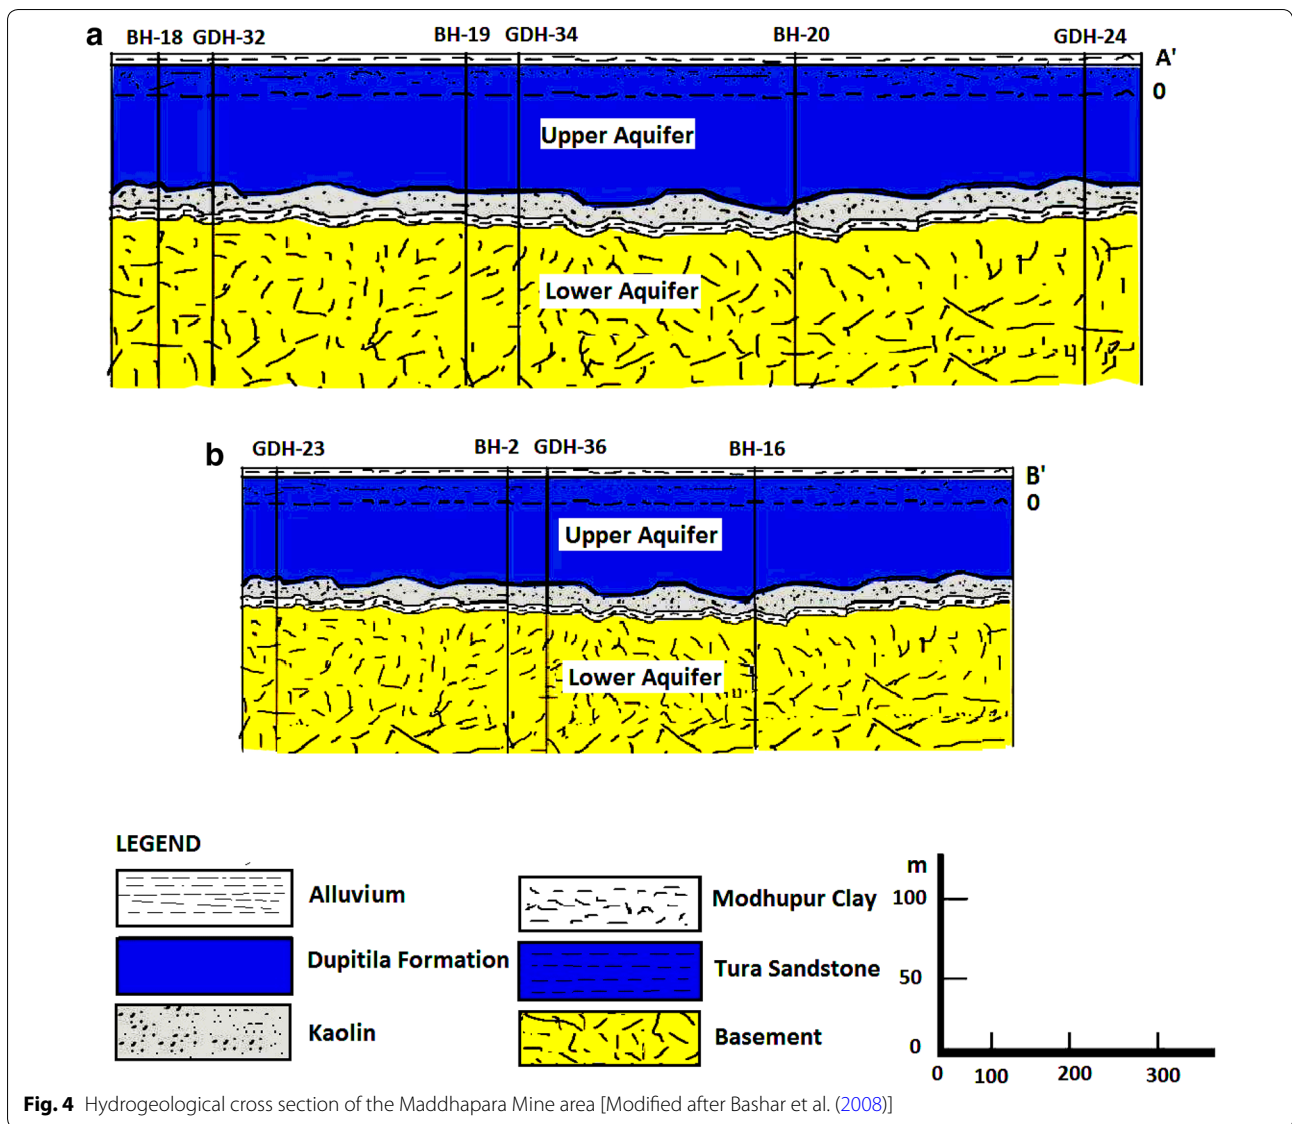 a
BH-18 GDH-32 BH-19 GDH-34 BH-20 GDH-24
A'
0
Upper Aquifer
Lower Aquifer
b
GDH-23 BH-2 GDH-36 BH-16
B'
0
Upper Aquifer
Lower Aquifer
LEGEND
Alluvium
Modhupur Clay
Dupitila Formation
Tura Sandstone
Kaolin
Basement
m
100
50
0
0 100 200 300
Fig. 4 Hydrogeological cross section of the Maddhapara Mine area [Modified after Bashar et al. (2008)]